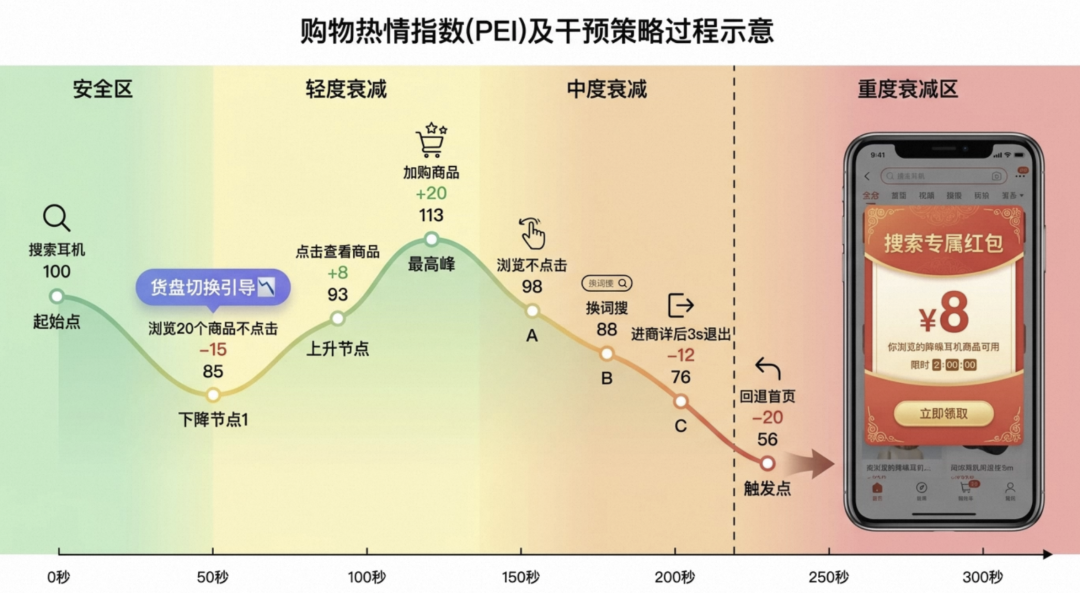 购物热情指数(PEI)及干预策略过程示意
安全区
轻度衰减
中度衰减
重度衰减区
搜索耳机
100
起始点
货盘切换引导
浏览20个商品不点击
−15
85
下降节点1
点击查看商品
+8
93
上升节点
加购商品
+20
113
最高峰
浏览不点击
98
A
换词搜
换词搜
88
B
进商详后3s退出
−12
76
C
回退首页
−20
56
触发点
9:41
搜索专属红包
¥8
你浏览的降噪耳机商品可用
限时 2:00:00
立即领取
0秒
50秒
100秒
150秒
200秒
250秒
300秒